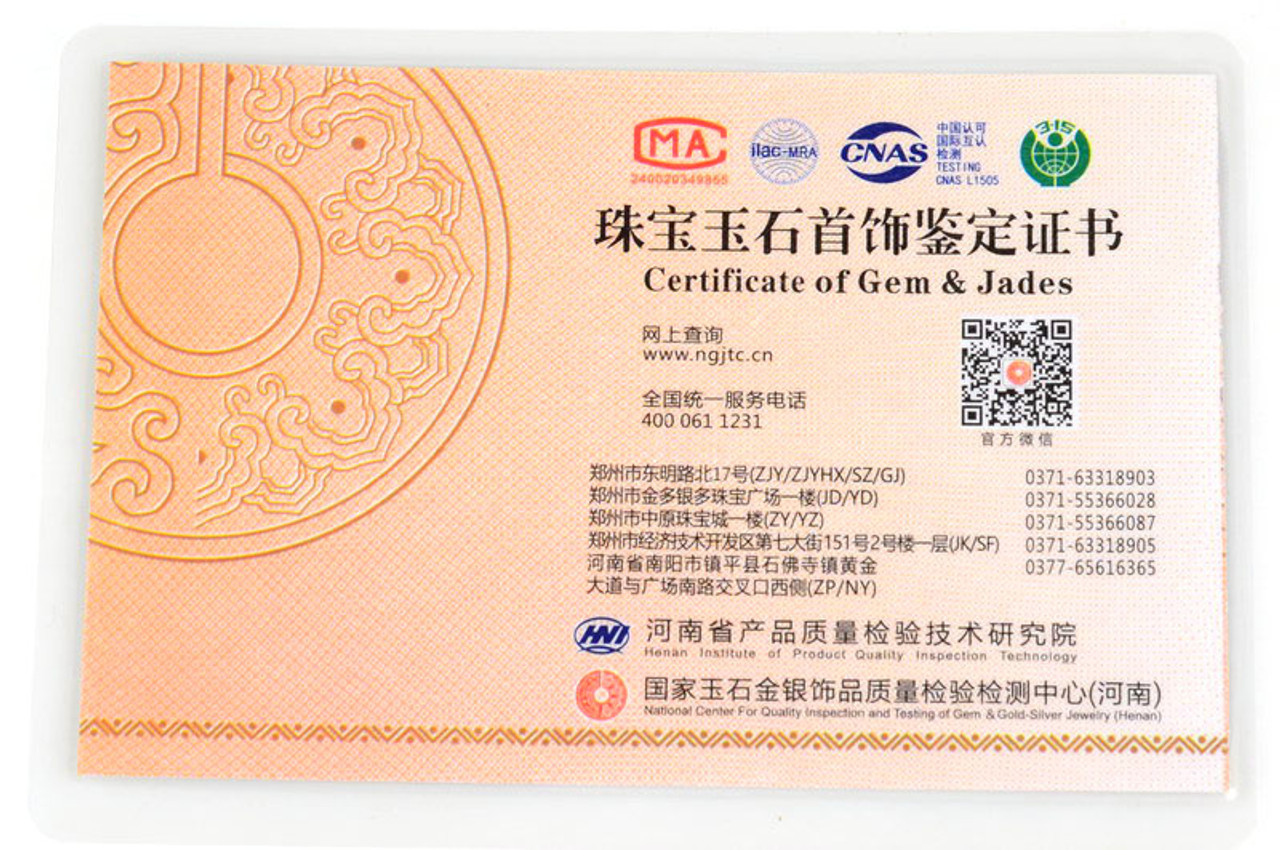 MA
240020349865
ilac-MRA
CNAS
中国认可
国际互认
检测
TESTING
CNAS L1505
3·15
珠宝玉石首饰鉴定证书
Certificate of Gem & Jades
网上查询
www.ngjtc.cn
全国统一服务电话
400 061 1231
官方微信
郑州市东明路北17号(ZJY/ZJYHX/SZ/GJ) 0371-63318903
郑州市金多银多珠宝广场一楼(JD/YD) 0371-55366028
郑州市中原珠宝城一楼(ZY/YZ) 0371-55366087
郑州市经济技术开发区第七大街151号2号楼一层(JK/SF) 0371-63318905
河南省南阳市镇平县石佛寺镇黄金 0377-65616365
大道与广场南路交叉口西侧(ZP/NY)
HNI 河南省产品质量检验技术研究院
Henan Institute of Product Quality Inspection Technology
国家玉石金银饰品质量检验检测中心(河南)
National Center For Quality Inspection and Testing of Gem & Gold-Silver Jewelry (Henan)